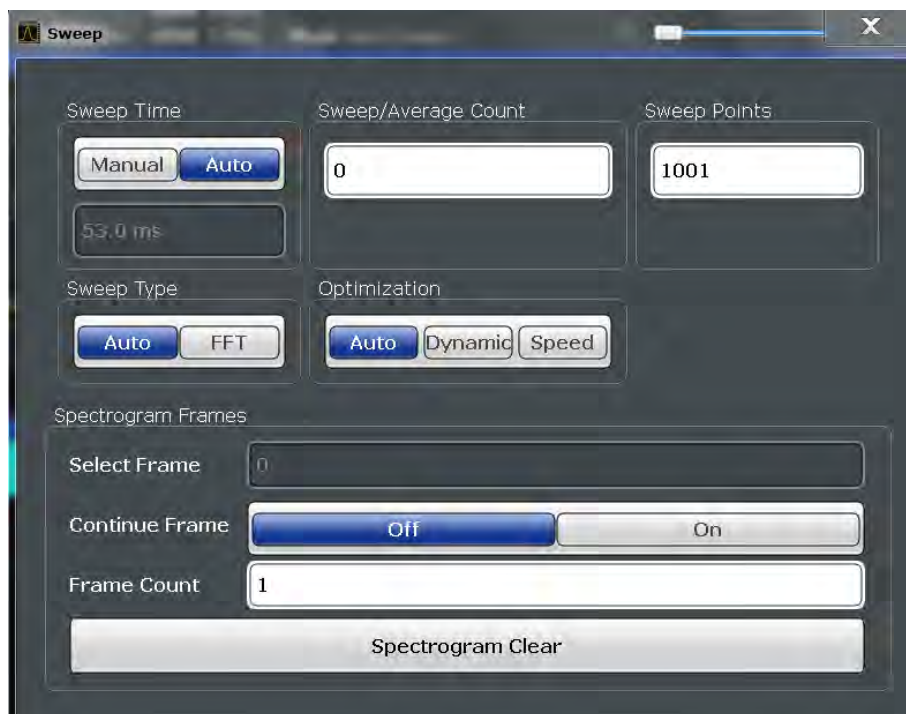 Sweep
X
Sweep Time
Sweep/Average Count
Sweep Points
Manual
Auto
0
1001
53.0 ms
Sweep Type
Optimization
Auto
FFT
Auto
Dynamic
Speed
Spectrogram Frames
Select Frame
0
Continue Frame
Off
On
Frame Count
1
Spectrogram Clear